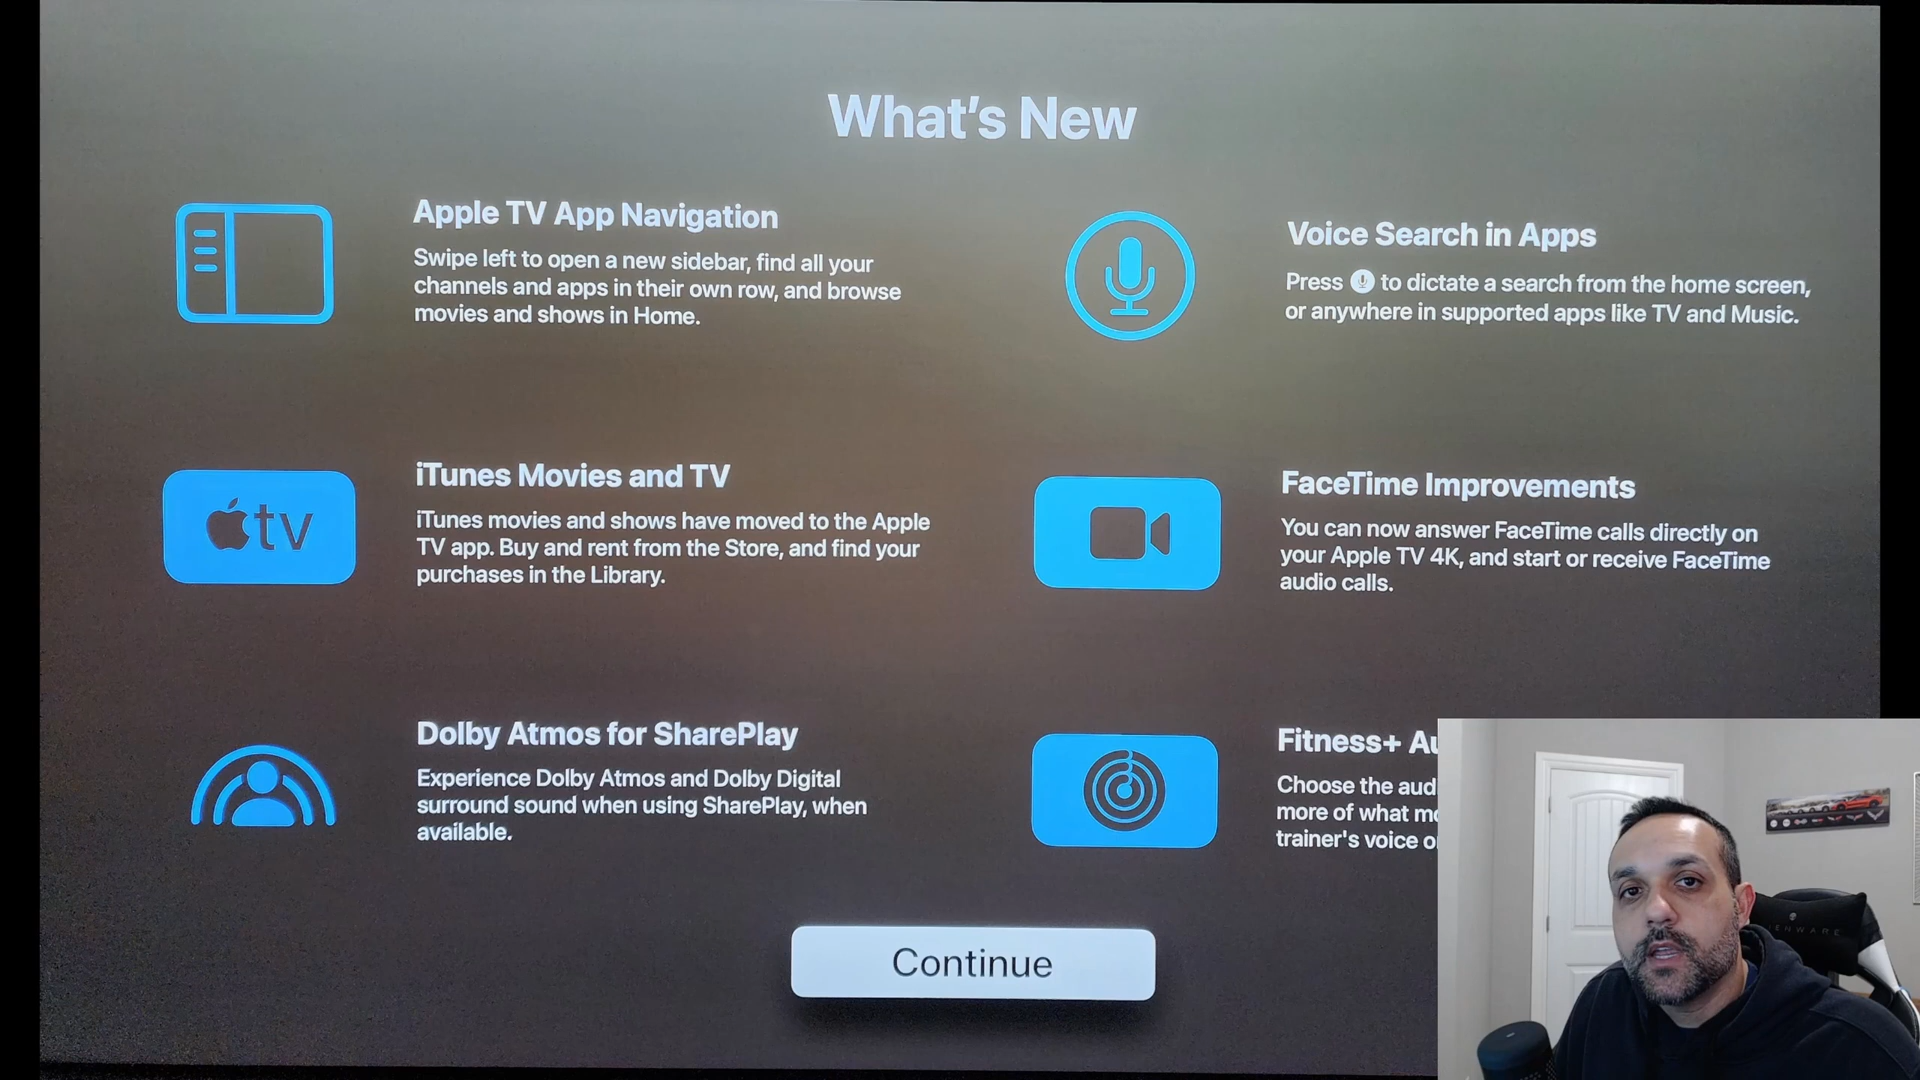 What's New
Apple TV App Navigation
Swipe left to open a new sidebar, find all your
channels and apps in their own row, and browse
movies and shows in Home.
Voice Search in Apps
Press to dictate a search from the home screen,
or anywhere in supported apps like TV and Music.
tv
iTunes Movies and TV
iTunes movies and shows have moved to the Apple
TV app. Buy and rent from the Store, and find your
purchases in the Library.
FaceTime Improvements
You can now answer FaceTime calls directly on
your Apple TV 4K, and start or receive FaceTime
audio calls.
Dolby Atmos for SharePlay
Experience Dolby Atmos and Dolby Digital
surround sound when using SharePlay, when
available.
Fitness+
Choose the
more of what
trainer's voice
Continue